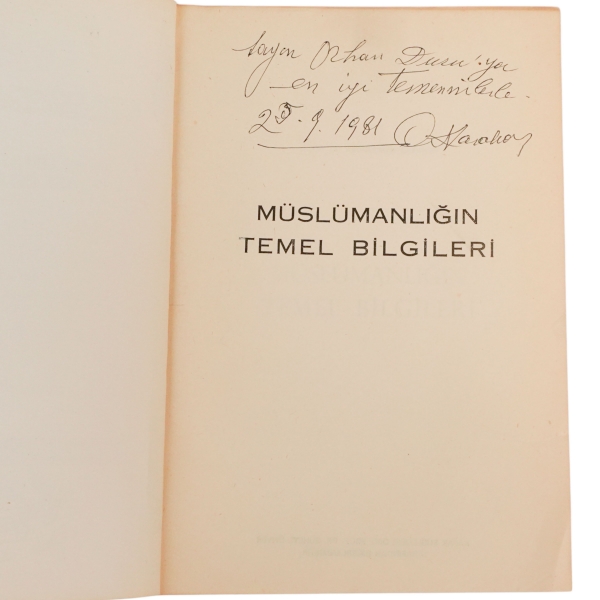 Sayın Orhan Duru'ya
en iyi temennilerle.
25.9.1981
MÜSLÜMANLIĞIN
TEMEL BİLGİLERİ